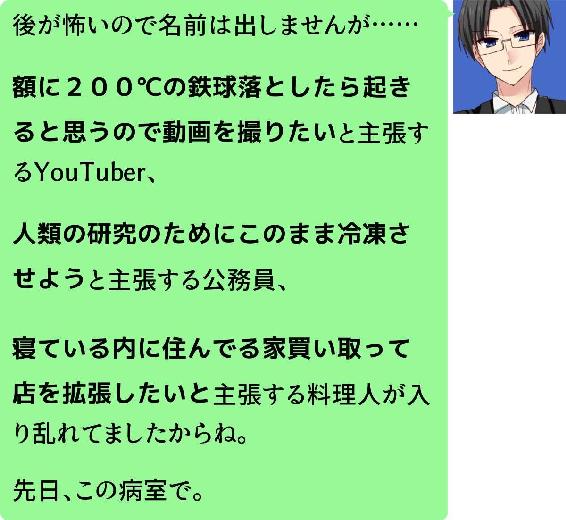 後が怖いので名前は出しませんが……
額に２００℃の鉄球落としたら起き
ると思うので動画を撮りたいと主張す
るYouTuber、
人類の研究のためにこのまま冷凍さ
せようと主張する公務員、
寝ている内に住んでる家買い取って
店を拡張したいと主張する料理人が入
り乱れてましたからね。
先日、この病室で。